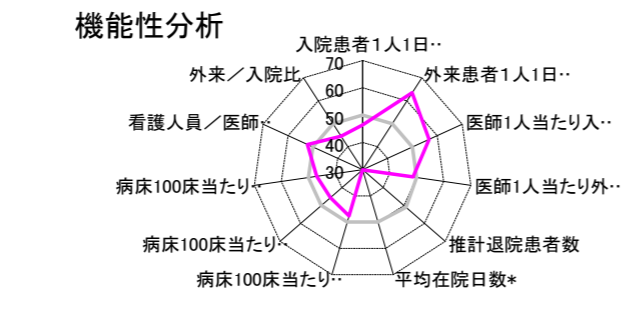 機能性分析
入院患者1人1日‥
外来患者1人1日‥
医師1人当たり入‥
医師1人当たり外‥
推計退院患者数
平均在院日数*
病床100床当たり‥
病床100床当たり‥
病床100床当たり‥
看護人員／医師‥
外来／入院比
70
60
50
40
30